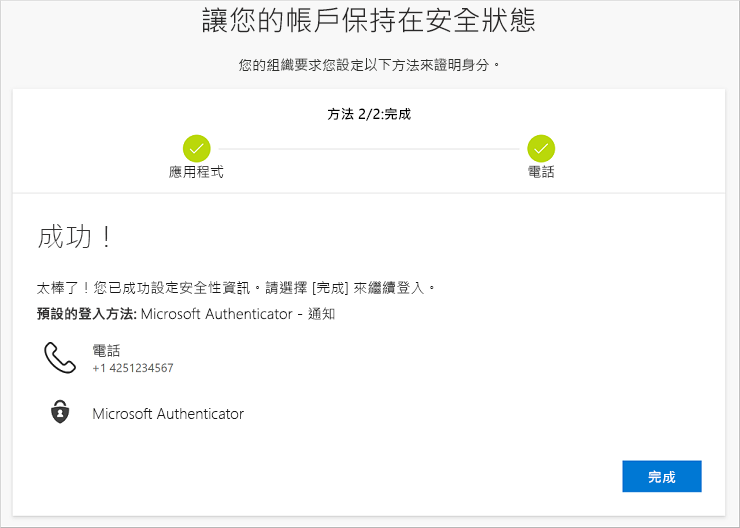 讓您的帳戶保持在安全狀態
您的組織要求您設定以下方法來證明身分。
方法 2/2:完成
應用程式
電話
成功！
太棒了！您已成功設定安全性資訊。請選擇 [完成] 來繼續登入。
預設的登入方法: Microsoft Authenticator - 通知
電話
+1 4251234567
Microsoft Authenticator
完成